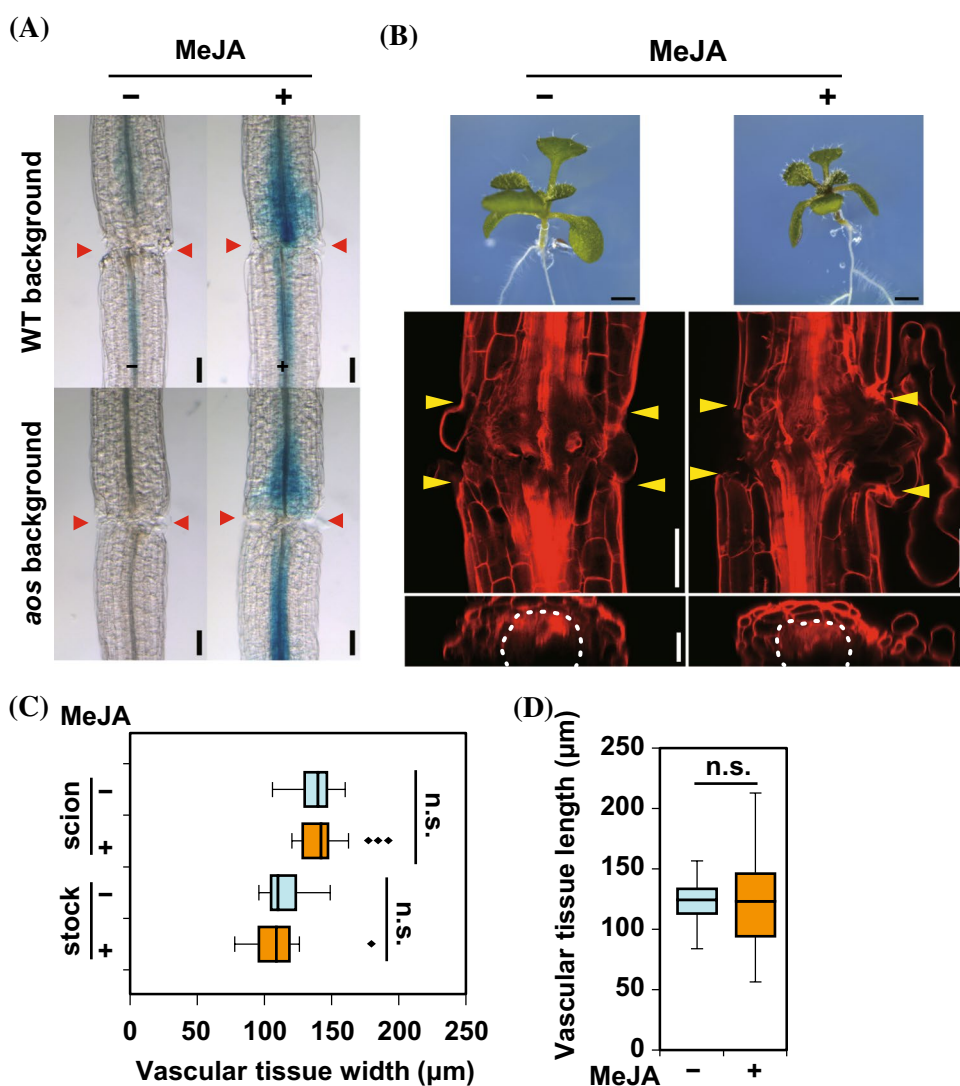 (A)
MeJA
− +
WT background
− +
aos background
(B)
MeJA
− +
(C)
MeJA
scion
−
+
n.s.
stock
−
+
n.s.
0 50 100 150 200 250
Vascular tissue width (µm)
(D)
Vascular tissue length (µm)
250
200
150
100
50
0
n.s.
MeJA − +